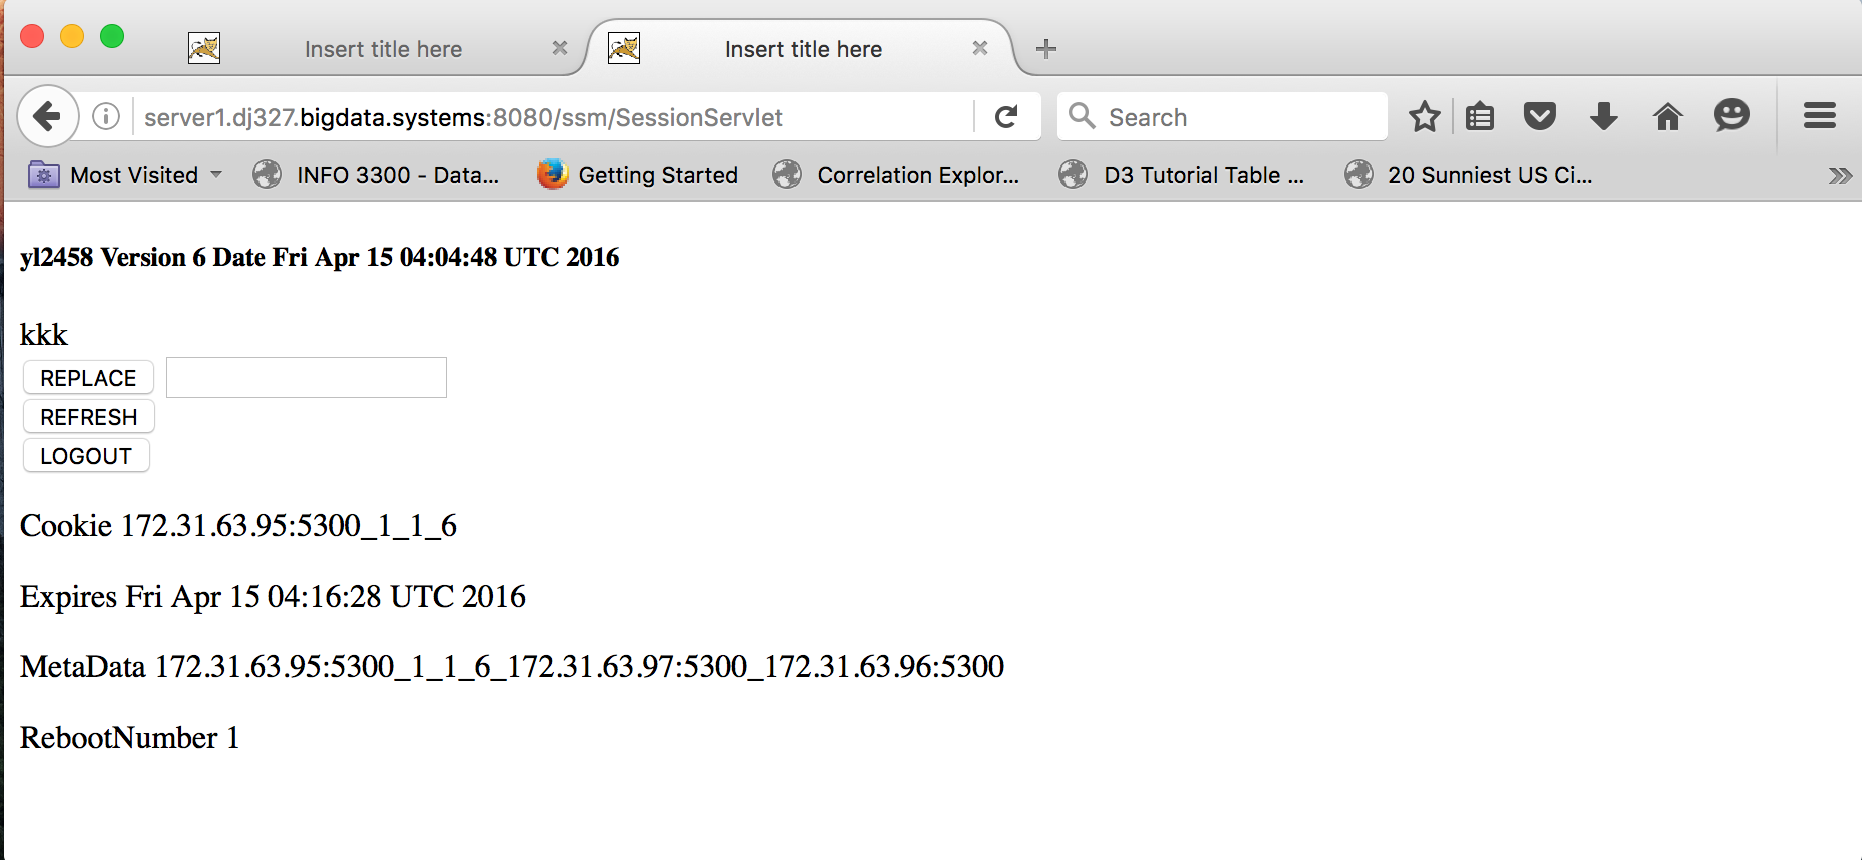 Insert title here
Insert title here
server1.dj327.bigdata.systems:8080/ssm/SessionServlet
Search
Most Visited
INFO 3300 - Data...
Getting Started
Correlation Explor...
D3 Tutorial Table ...
20 Sunniest US Ci...
yl2458 Version 6 Date Fri Apr 15 04:04:48 UTC 2016
kkk
REPLACE
REFRESH
LOGOUT
Cookie 172.31.63.95:5300_1_1_6
Expires Fri Apr 15 04:16:28 UTC 2016
MetaData 172.31.63.95:5300_1_1_6_172.31.63.97:5300_172.31.63.96:5300
RebootNumber 1